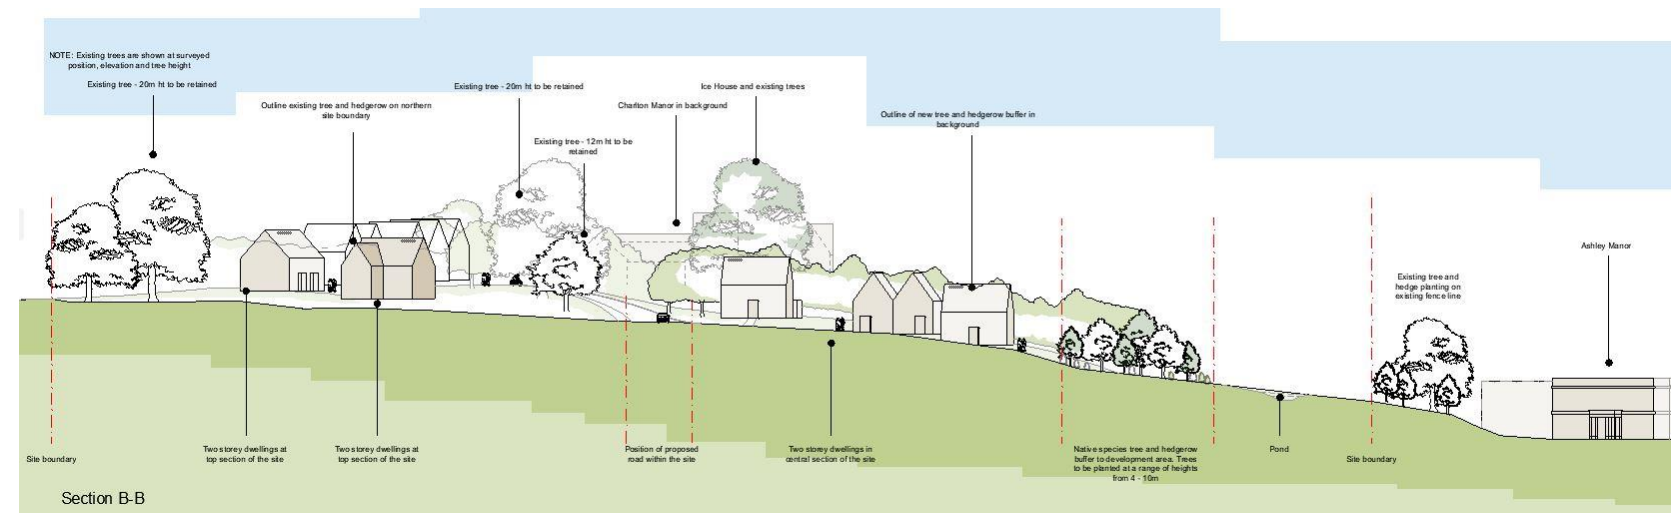 NOTE: Existing trees are shown at surveyed
position, elevation and tree height
Existing tree - 20m ht to be retained
Outline existing tree and hedgerow on northern
site boundary
Existing tree - 20m ht to be retained
Existing tree - 12m ht to be
retained
Charlton Manor in background
Ice House and existing trees
Outline of new tree and hedgerow buffer in
background
Ashley Manor
Existing tree and
hedge planting on
existing fence line
Site boundary
Two storey dwellings at
top section of the site
Two storey dwellings at
top section of the site
Position of proposed
road within the site
Two storey dwellings in
central section of the site
Native species tree and hedgerow
buffer to development area. Trees
to be planted at a range of heights
from 4 - 10m
Pond
Site boundary
Section B-B